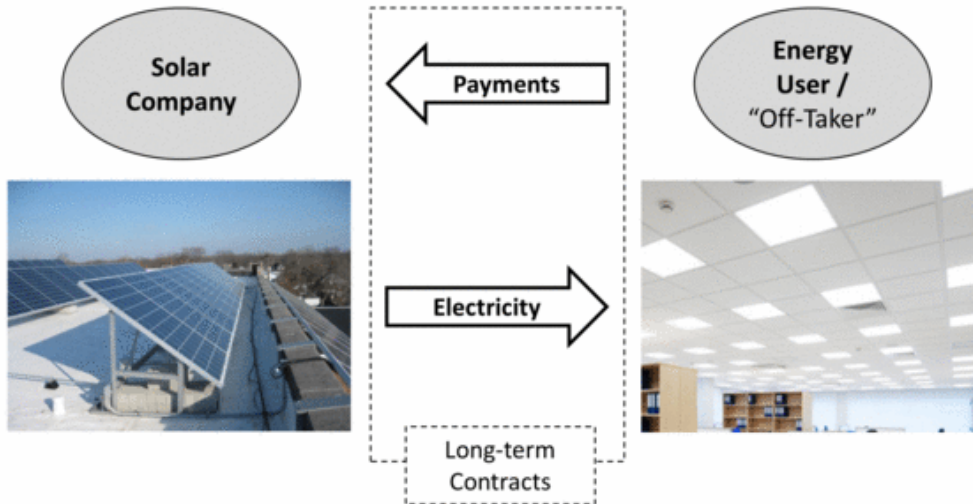 Solar
Company
Payments
Energy
User /
“Off-Taker”
Electricity
Long-term
Contracts